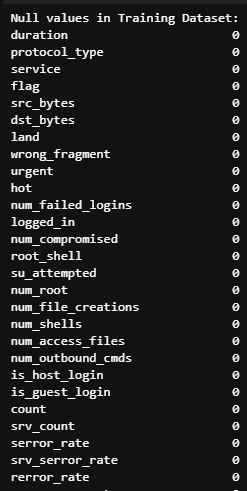 Null values in Training Dataset:
duration 0
protocol_type 0
service 0
flag 0
src_bytes 0
dst_bytes 0
land 0
wrong_fragment 0
urgent 0
hot 0
num_failed_logins 0
logged_in 0
num_compromised 0
root_shell 0
su_attempted 0
num_root 0
num_file_creations 0
num_shells 0
num_access_files 0
num_outbound_cmds 0
is_host_login 0
is_guest_login 0
count 0
srv_count 0
serror_rate 0
srv_serror_rate 0
rerror_rate 0